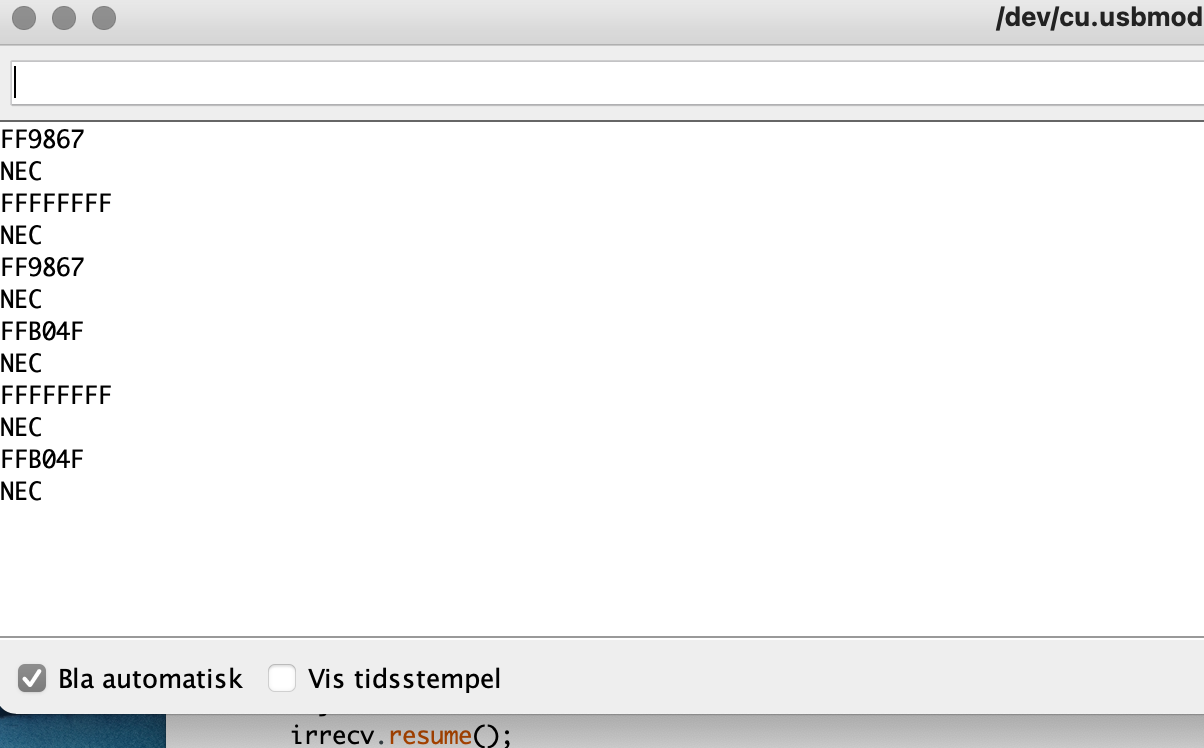 /dev/cu.usbmod
FF9867
NEC
FFFFFFFF
NEC
FF9867
NEC
FFB04F
NEC
FFFFFFFF
NEC
FFB04F
NEC
Bla automatisk Vis tidsstempel
irrecv.resume();